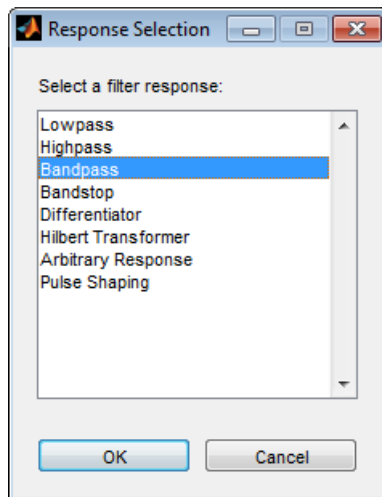 Response Selection
Select a filter response:
Lowpass
Highpass
Bandpass
Bandstop
Differentiator
Hilbert Transformer
Arbitrary Response
Pulse Shaping
OK Cancel